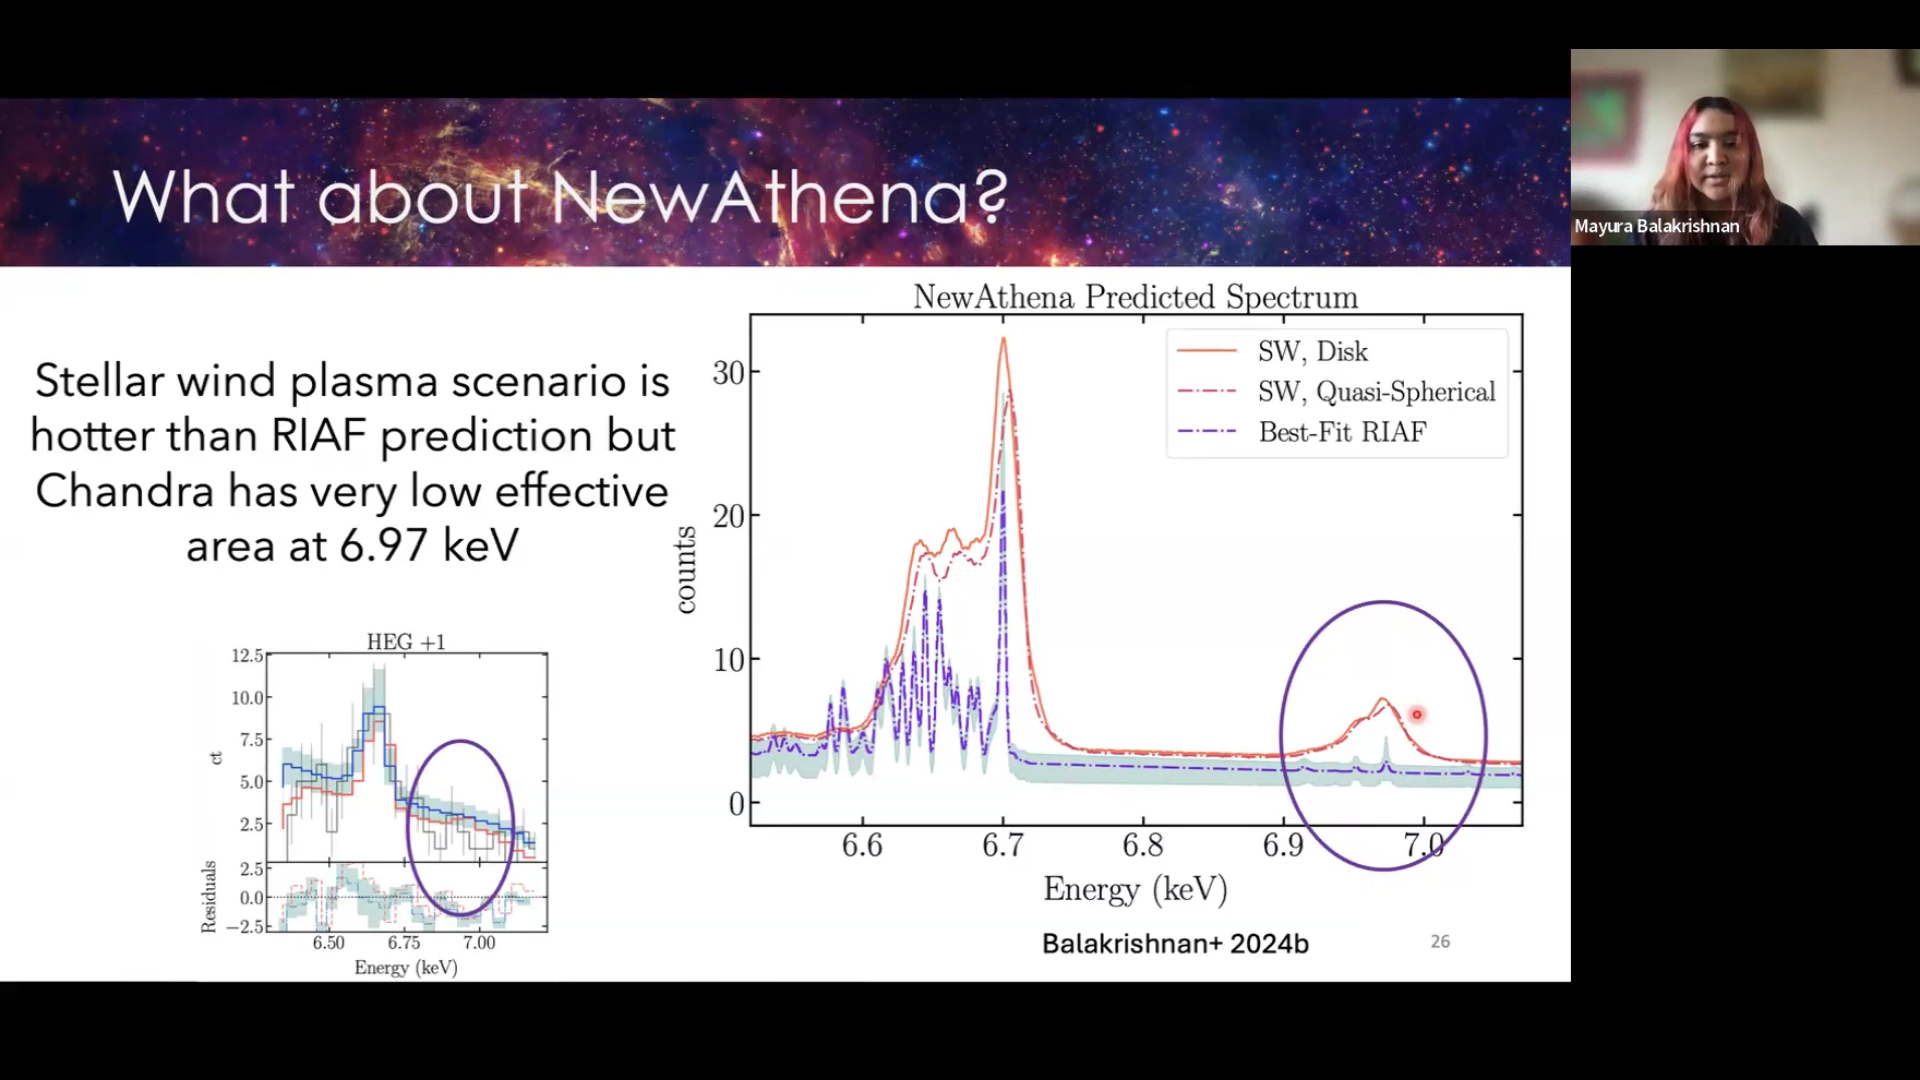 What about NewAthena?
Mayura Balakrishnan
Stellar wind plasma scenario is
hotter than RIAF prediction but
Chandra has very low effective
area at 6.97 keV
NewAthena Predicted Spectrum
SW, Disk
SW, Quasi-Spherical
Best-Fit RIAF
30
20
10
0
counts
6.6 6.7 6.8 6.9 7.0
Energy (keV)
HEG +1
12.5
10.0
7.5
5.0
2.5
ct
2.5
0.0
−2.5
Residuals
6.50 6.75 7.00
Energy (keV)
Balakrishnan+ 2024b
26